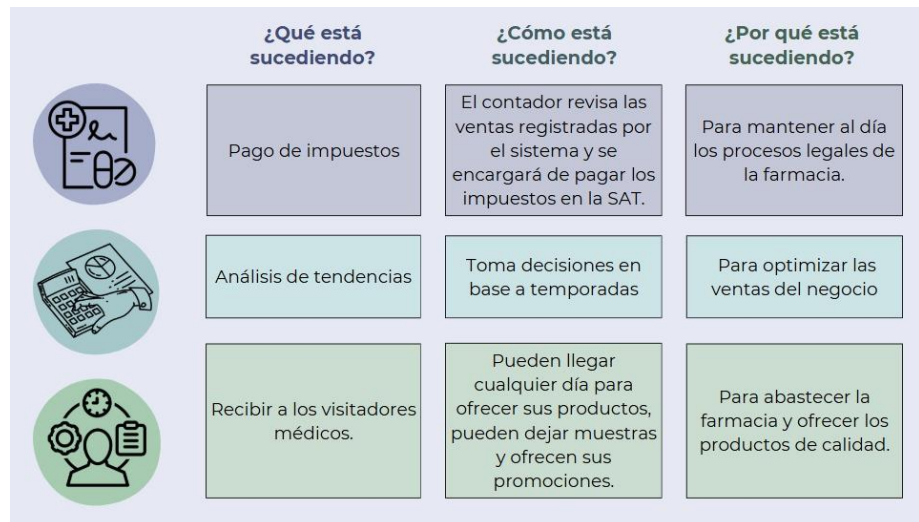 ¿Qué está
sucediendo?
¿Cómo está
sucediendo?
¿Por qué está
sucediendo?
Pago de impuestos
El contador revisa las
ventas registradas por
el sistema y se
encargará de pagar los
impuestos en la SAT.
Para mantener al día
los procesos legales de
la farmacia.
Análisis de tendencias
Toma decisiones en
base a temporadas
Para optimizar las
ventas del negocio
Recibir a los visitadores
médicos.
Pueden llegar
cualquier día para
ofrecer sus productos,
pueden dejar muestras
y ofrecen sus
promociones.
Para abastecer la
farmacia y ofrecer los
productos de calidad.